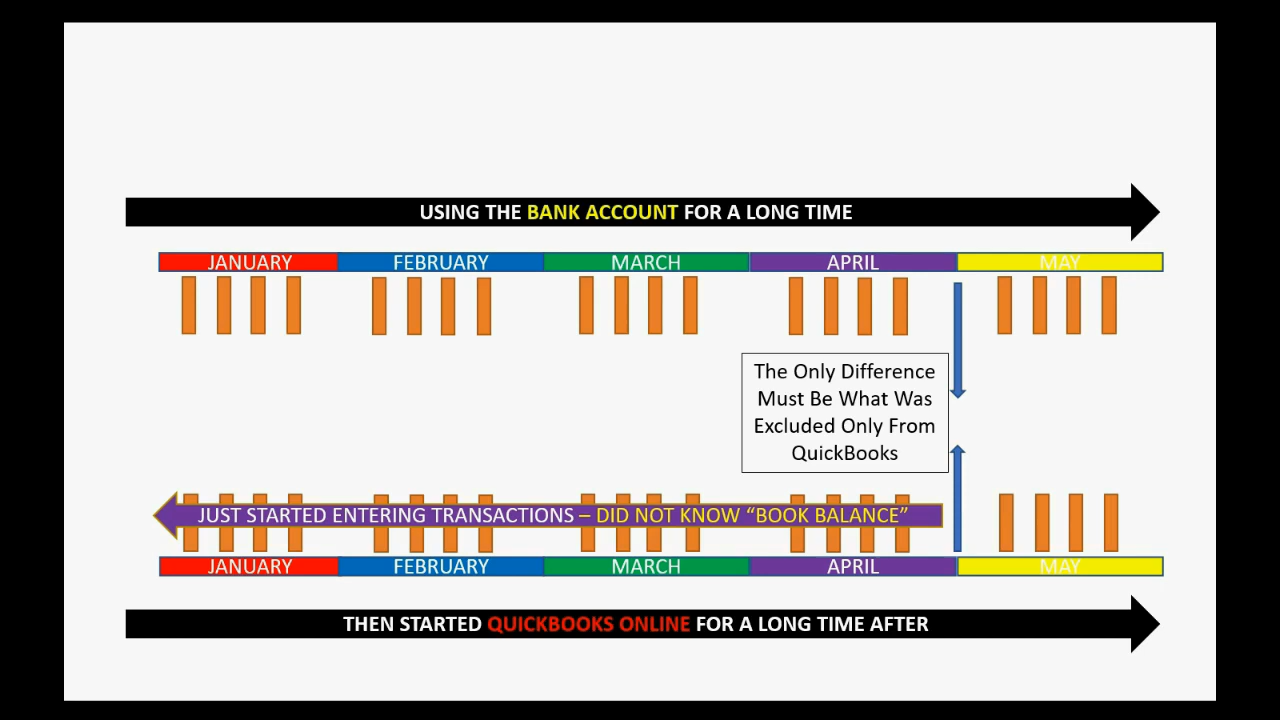 USING THE BANK ACCOUNT FOR A LONG TIME
JANUARY FEBRUARY MARCH APRIL MAY
The Only Difference
Must Be What Was
Excluded Only From
QuickBooks
JUST STARTED ENTERING TRANSACTIONS – DID NOT KNOW “BOOK BALANCE”
JANUARY FEBRUARY MARCH APRIL MAY
THEN STARTED QUICKBOOKS ONLINE FOR A LONG TIME AFTER